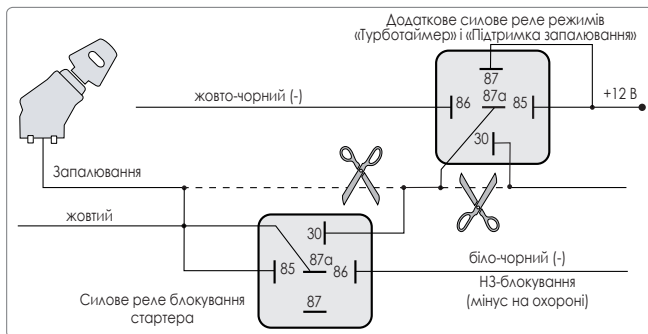 Додаткове силове реле режимів
«Турботаймер» і «Підтримка запалювання»
87
жовто-чорний (-)
86
87a
85
+12 В
30
Запалювання
жовтий
30
87a
85
86
87
біло-чорний (-)
НЗ-блокування
(мінус на охороні)
Силове реле блокування
стартера